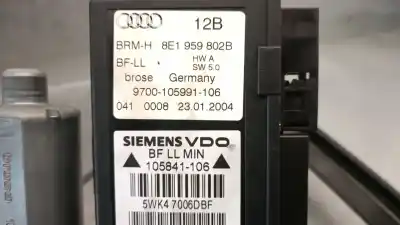 12B
BRM-H 8E1 959 802B
BF-LL HW A
SW 5.0
brose Germany
9700-105991-106
041 0008 23.01.2004
SIEMENS VDO
BF LL MIN
105841-106
5WK4 7006DBF